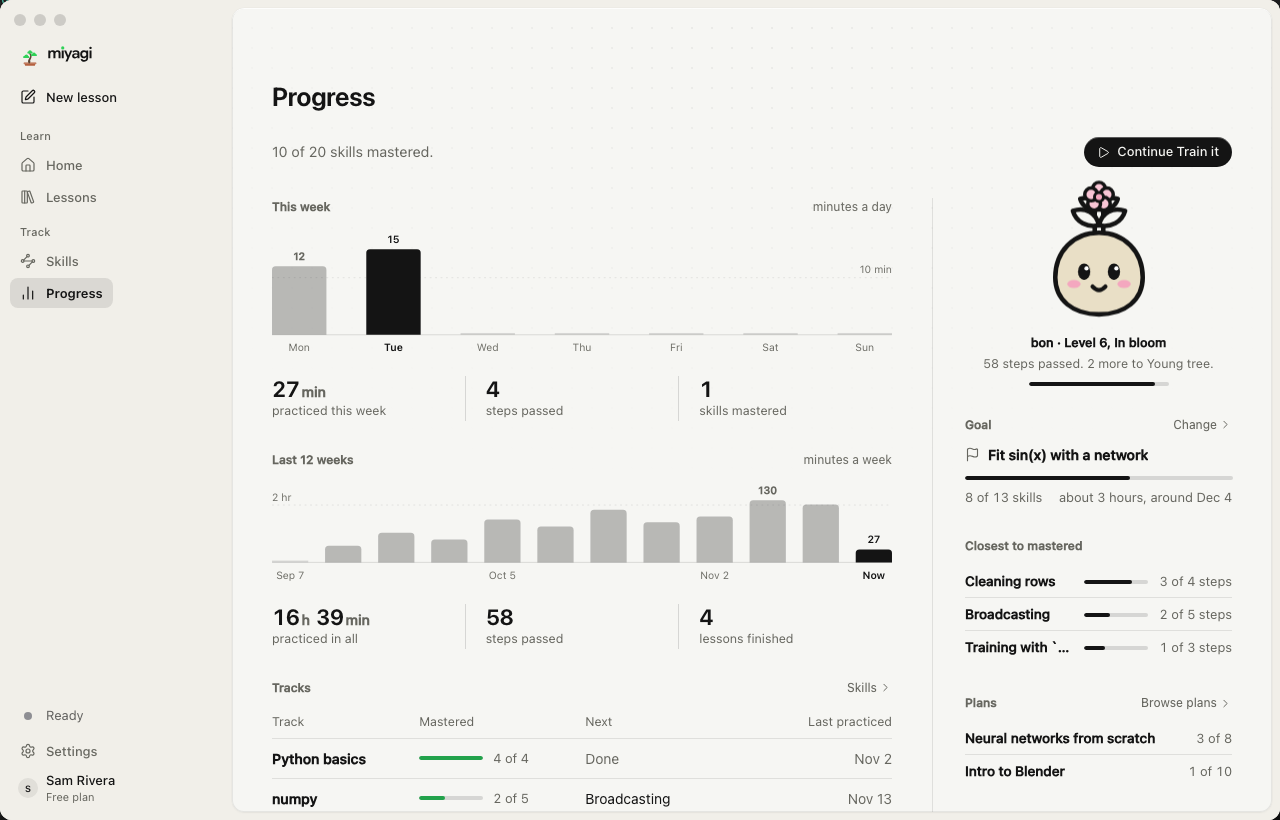 miyagi
New lesson
Learn
Home
Lessons
Track
Skills
Progress
Ready
Settings
S
Sam Rivera
Free plan
Progress
10 of 20 skills mastered.
Continue Train it
This week
minutes a day
12
15
10 min
Mon Tue Wed Thu Fri Sat Sun
27 min
practiced this week
4
steps passed
1
skills mastered
Last 12 weeks
minutes a week
2 hr
130
27
Sep 7 Oct 5 Nov 2 Now
16h 39min
practiced in all
58
steps passed
4
lessons finished
Tracks
Skills
Track Mastered Next Last practiced
Python basics 4 of 4 Done Nov 2
numpy 2 of 5 Broadcasting Nov 13
bon · Level 6, In bloom
58 steps passed. 2 more to Young tree.
Goal
Change
Fit sin(x) with a network
8 of 13 skills about 3 hours, around Dec 4
Closest to mastered
Cleaning rows 3 of 4 steps
Broadcasting 2 of 5 steps
Training with `... 1 of 3 steps
Plans
Browse plans
Neural networks from scratch 3 of 8
Intro to Blender 1 of 10